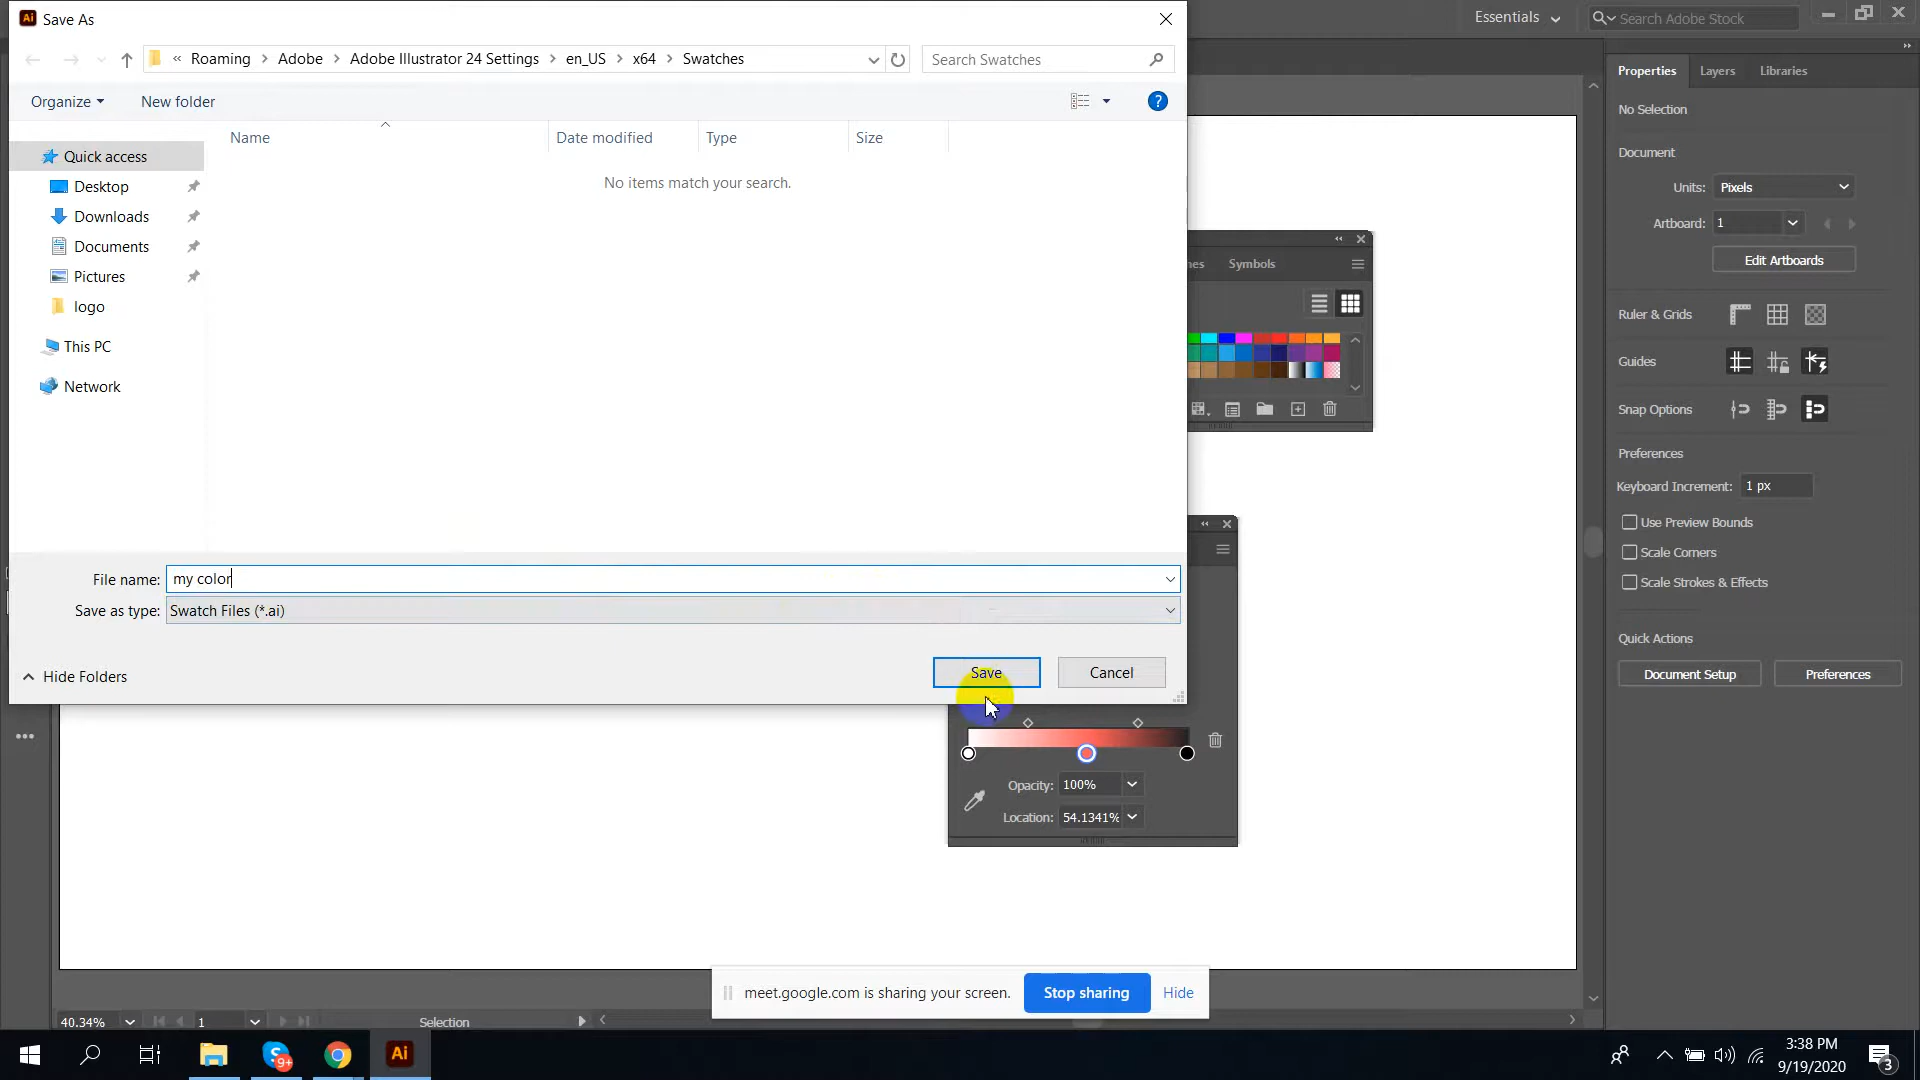 Ai Save As
Essentials
Search Adobe Stock
« Roaming > Adobe > Adobe Illustrator 24 Settings > en_US > x64 > Swatches
Search Swatches
Organize
New folder
?
Name
Date modified
Type
Size
No items match your search.
Quick access
Desktop
Downloads
Documents
Pictures
logo
This PC
Network
File name: my color
Save as type: Swatch Files (*.ai)
Hide Folders
Save
Cancel
Symbols
Opacity: 100%
Location: 54.1341%
Properties
Layers
Libraries
No Selection
Document
Units: Pixels
Artboard: 1
Edit Artboards
Ruler & Grids
Guides
Snap Options
Preferences
Keyboard Increment: 1 px
Use Preview Bounds
Scale Corners
Scale Strokes & Effects
Quick Actions
Document Setup
Preferences
meet.google.com is sharing your screen.
Stop sharing
Hide
40.34%
1
Selection
S 9+
Ai
3:38 PM
9/19/2020
3